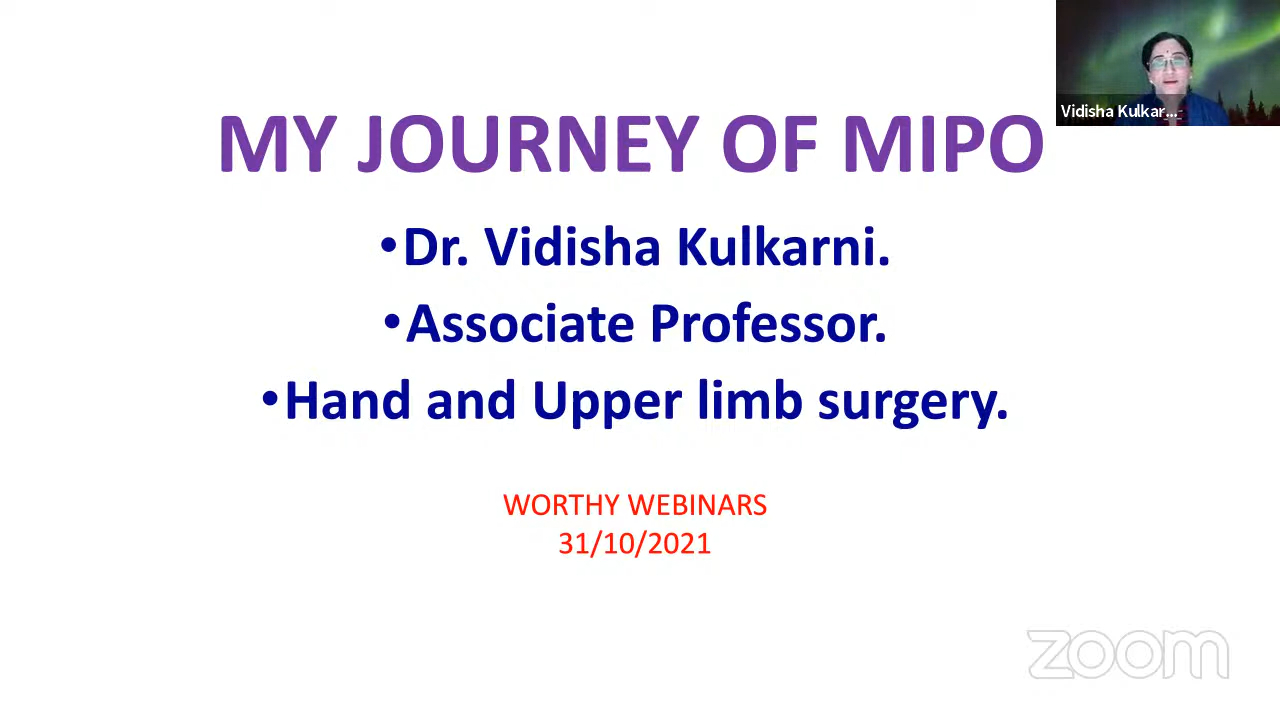 MY JOURNEY OF MIPO
Vidisha Kulkar...
•Dr. Vidisha Kulkarni.
•Associate Professor.
•Hand and Upper limb surgery.
WORTHY WEBINARS
31/10/2021
zoom